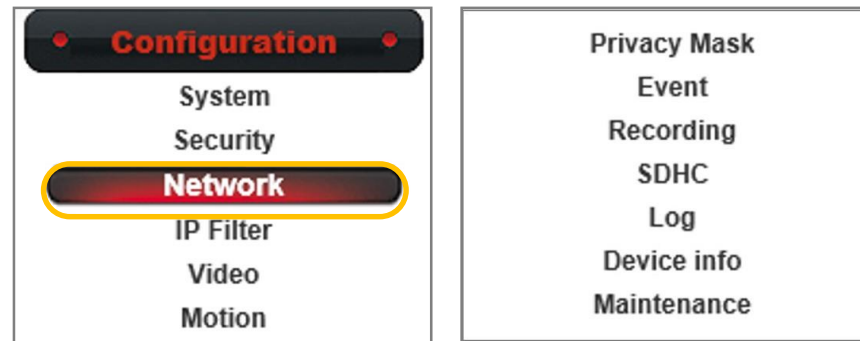 Configuration
System
Security
Network
IP Filter
Video
Motion
Privacy Mask
Event
Recording
SDHC
Log
Device info
Maintenance